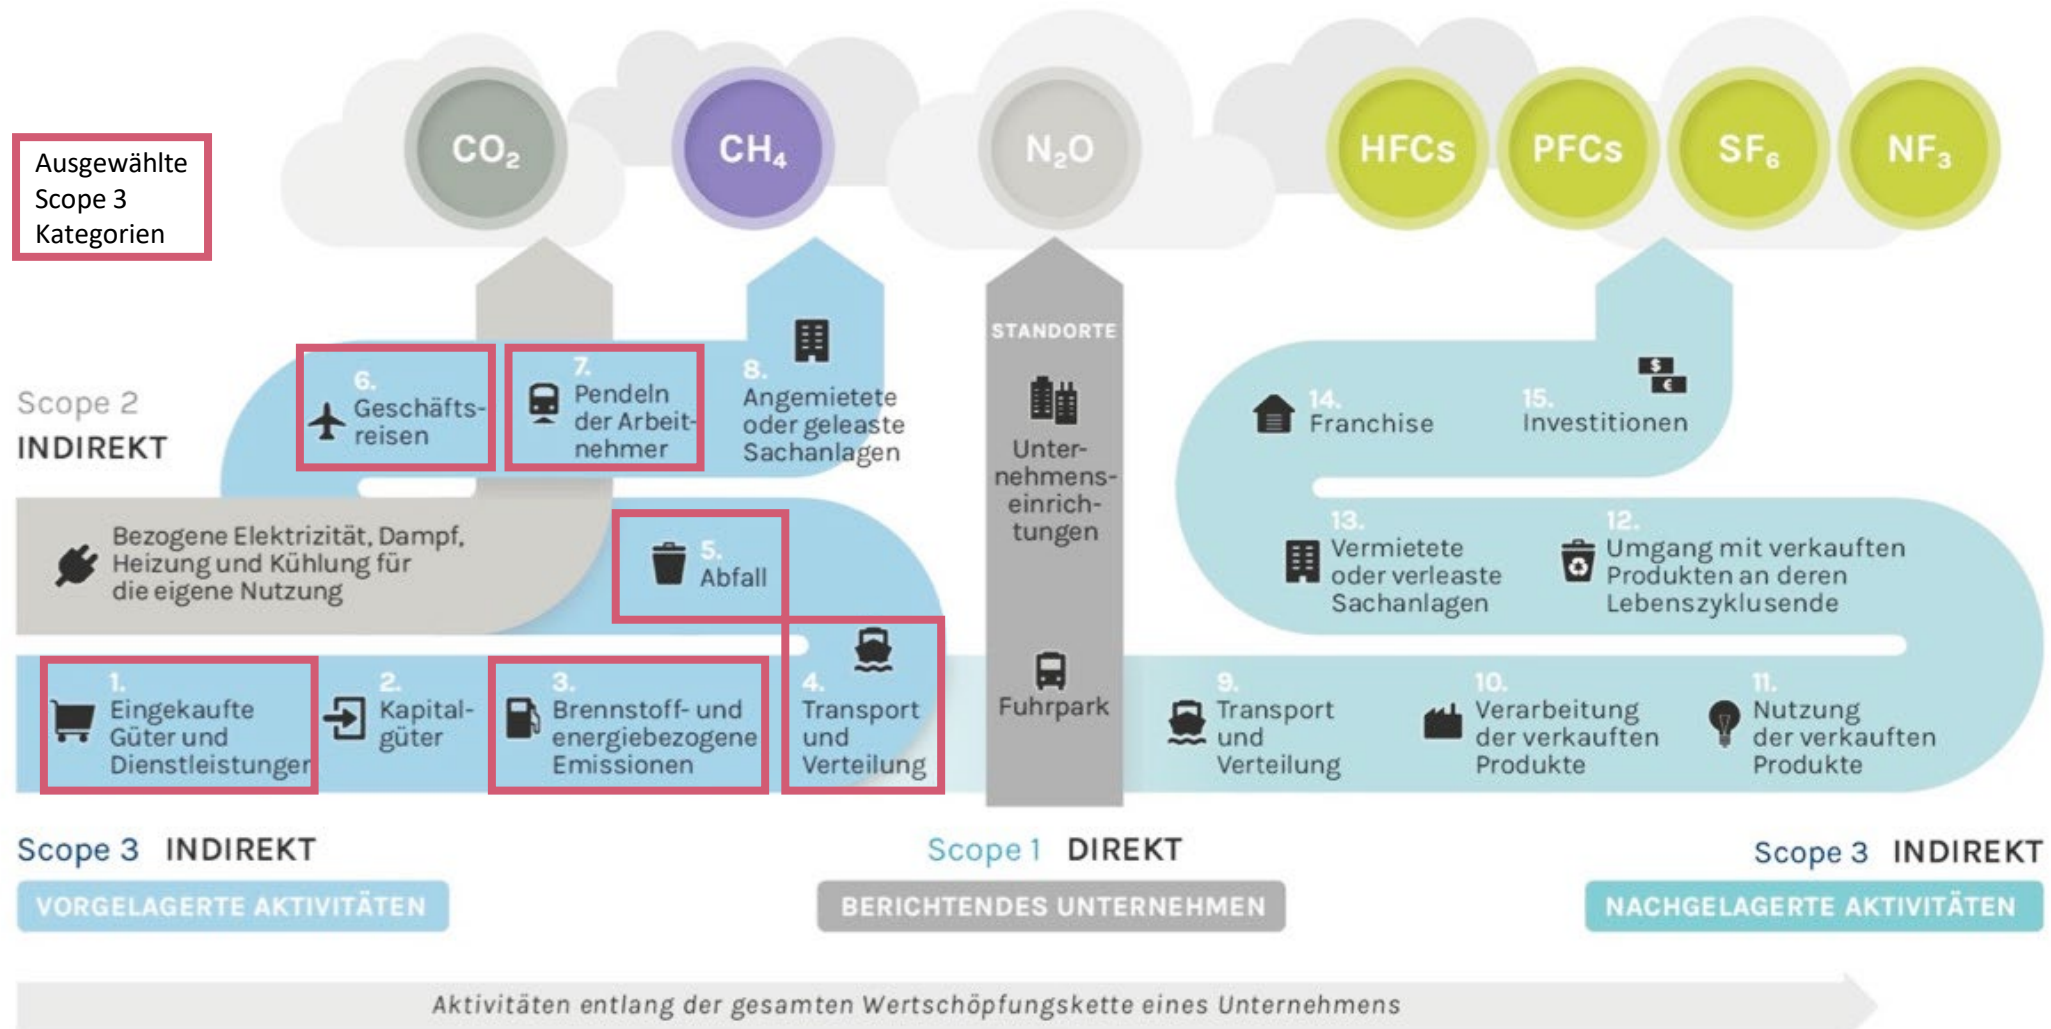 CO₂
CH₄
N₂O
HFCs
PFCs
SF₆
NF₃
Ausgewählte
Scope 3
Kategorien
Scope 2
INDIREKT
6.
Geschäfts-
reisen
7.
Pendeln
der Arbeit-
nehmer
8.
Angemietete
oder geleaste
Sachanlagen
Bezogene Elektrizität, Dampf,
Heizung und Kühlung für
die eigene Nutzung
5.
Abfall
1.
Eingekaufte
Güter und
Dienstleistunger
2.
Kapital-
güter
3.
Brennstoff- und
energiebezogene
Emissionen
4.
Transport
und
Verteilung
STANDORTE
Unter-
nehmens-
einrich-
tungen
Fuhrpark
14.
Franchise
15.
Investitionen
$
€
13.
Vermietete
oder verleaste
Sachanlagen
12.
Umgang mit verkauften
Produkten an deren
Lebenszyklusende
9.
Transport
und
Verteilung
10.
Verarbeitung
der verkauften
Produkte
11.
Nutzung
der verkauften
Produkte
Scope 3 INDIREKT
VORGELAGERTE AKTIVITÄTEN
Scope 1 DIREKT
BERICHTENDES UNTERNEHMEN
Scope 3 INDIREKT
NACHGELAGERTE AKTIVITÄTEN
Aktivitäten entlang der gesamten Wertschöpfungskette eines Unternehmens